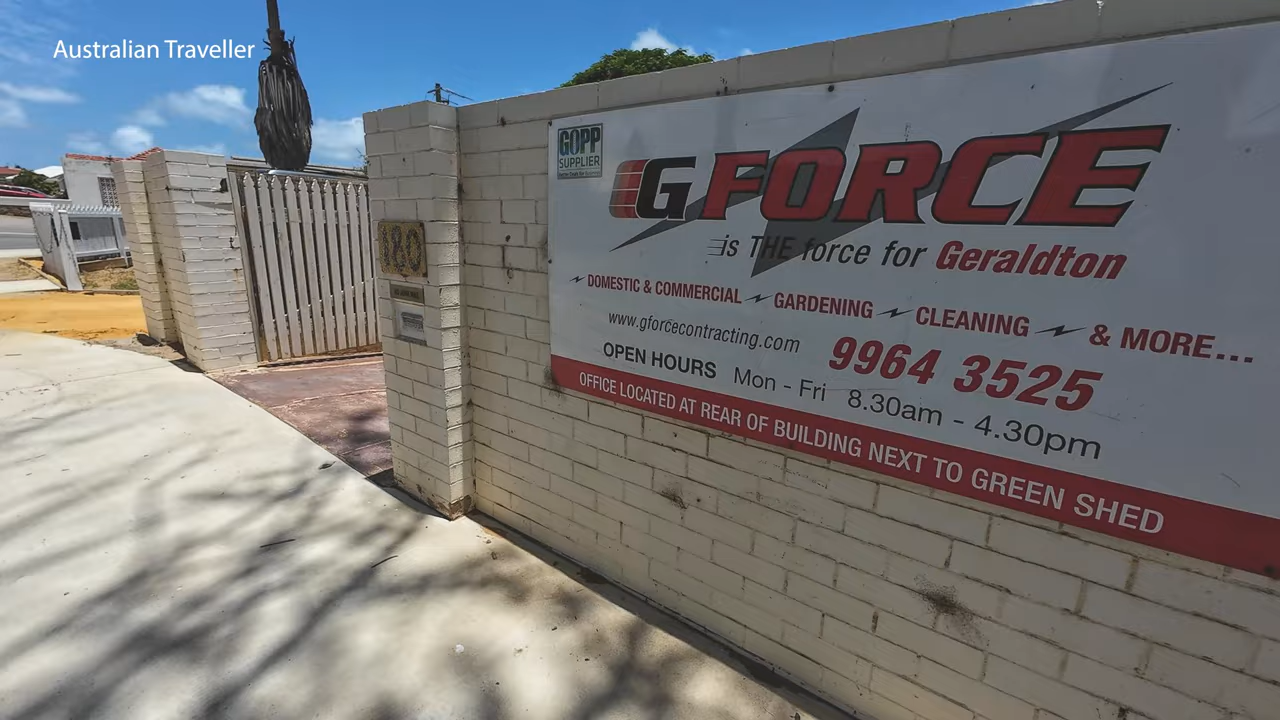 Australian Traveller
GOPP
SUPPLIER
GFORCE
is THE force for Geraldton
DOMESTIC & COMMERCIAL GARDENING CLEANING & MORE...
www.gforcecontracting.com
9964 3525
OPEN HOURS Mon - Fri 8.30am - 4.30pm
OFFICE LOCATED AT REAR OF BUILDING NEXT TO GREEN SHED
180